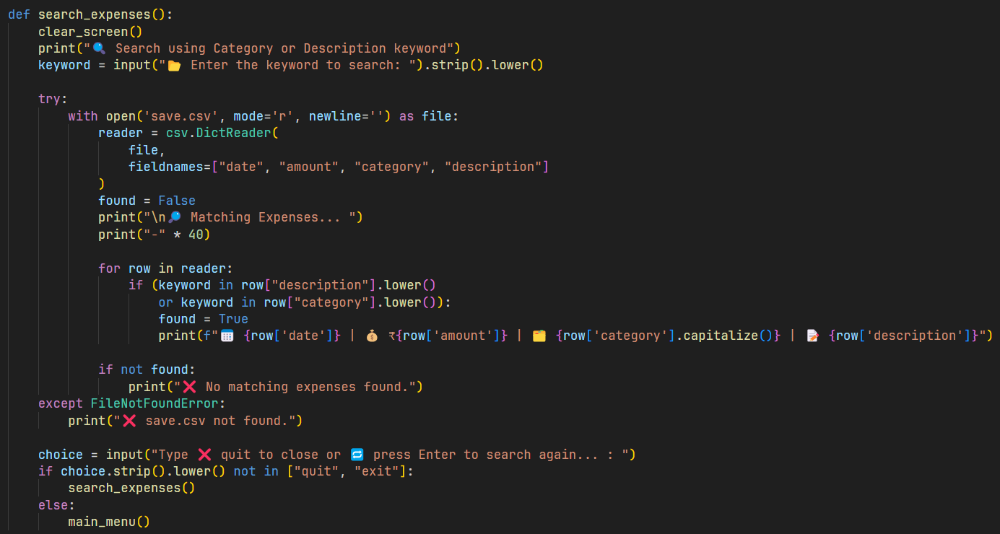 def search_expenses():
    clear_screen()
    print("🔍 Search using Category or Description keyword")
    keyword = input("📂 Enter the keyword to search: ").strip().lower()

    try:
        with open('save.csv', mode='r', newline='') as file:
            reader = csv.DictReader(
                file,
                fieldnames=["date", "amount", "category", "description"]
            )
            found = False
            print("\n🔎 Matching Expenses... ")
            print("-" * 40)

            for row in reader:
                if (keyword in row["description"].lower()
                    or keyword in row["category"].lower()):
                    found = True
                    print(f"📅 {row['date']} | 💰 ₹{row['amount']} | 🗂️ {row['category'].capitalize()} | 📝 {row['description']}")

            if not found:
                print("❌ No matching expenses found.")
    except FileNotFoundError:
        print("❌ save.csv not found.")

    choice = input("Type ❌ quit to close or 🔁 press Enter to search again... : ")
    if choice.strip().lower() not in ["quit", "exit"]:
        search_expenses()
    else:
        main_menu()